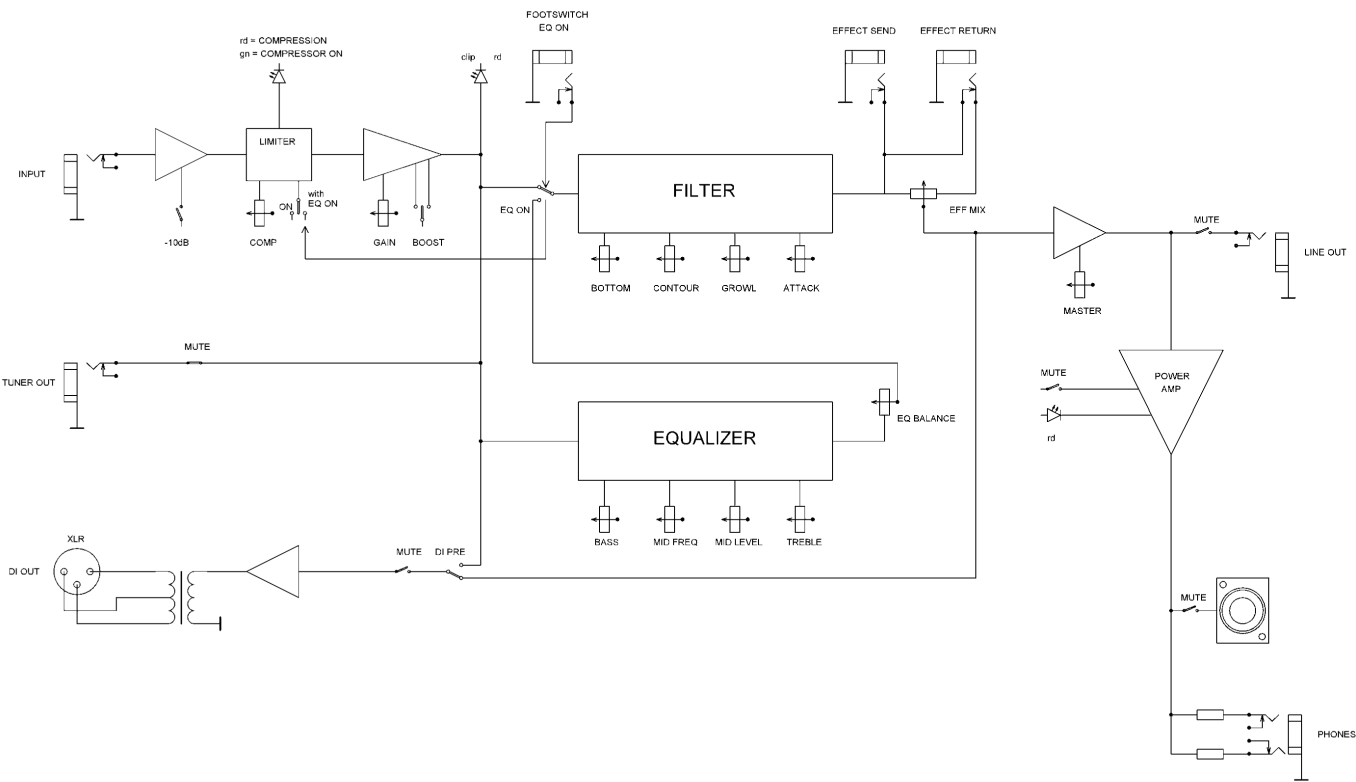 FOOTSWITCH
EQ ON
rd = COMPRESSION
gn = COMPRESSOR ON
clip rd
EFFECT SEND
EFFECT RETURN
INPUT
LIMITER
-10dB
COMP
ON
with
EQ ON
GAIN
BOOST
EQ ON
FILTER
BOTTOM
CONTOUR
GROWL
ATTACK
EFF MIX
MASTER
MUTE
LINE OUT
TUNER OUT
MUTE
EQUALIZER
EQ BALANCE
BASS
MID FREQ
MID LEVEL
TREBLE
MUTE
rd
POWER
AMP
XLR
DI OUT
MUTE
DI PRE
MUTE
PHONES